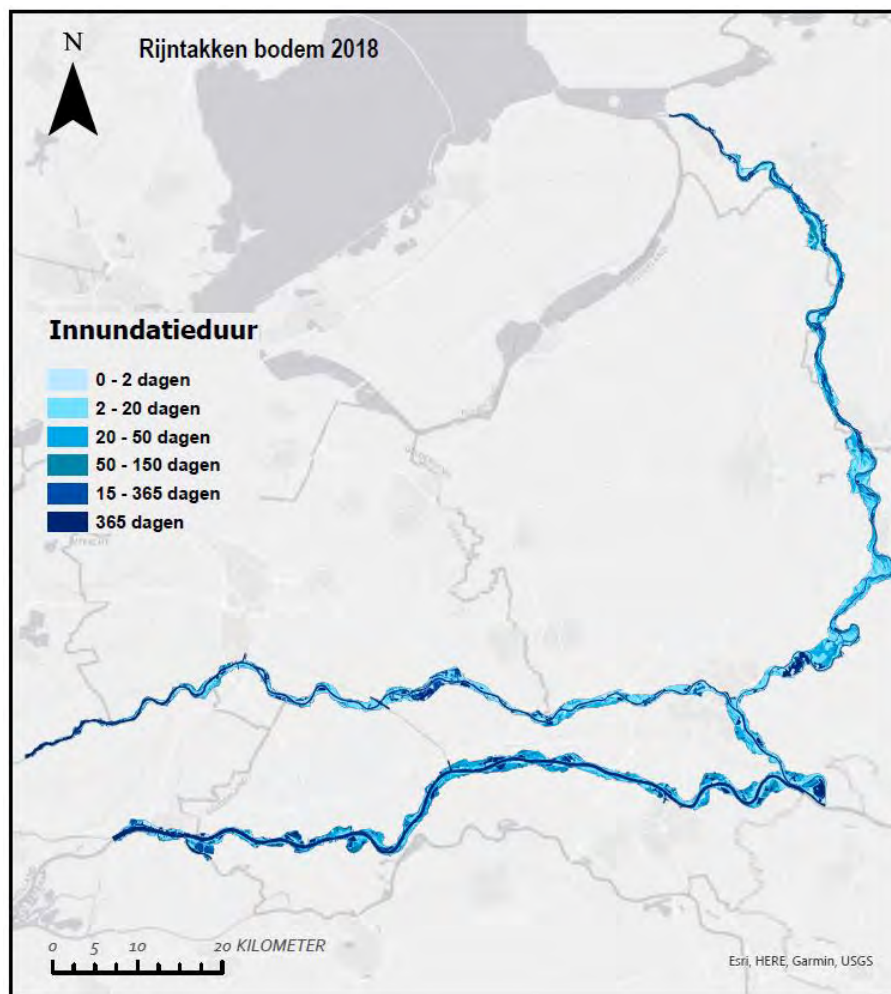 N
Rijntakken bodem 2018
Innundatieduur
0 - 2 dagen
2 - 20 dagen
20 - 50 dagen
50 - 150 dagen
15 - 365 dagen
365 dagen
0 5 10 20 KILOMETER
Esri, HERE, Garmin, USGS